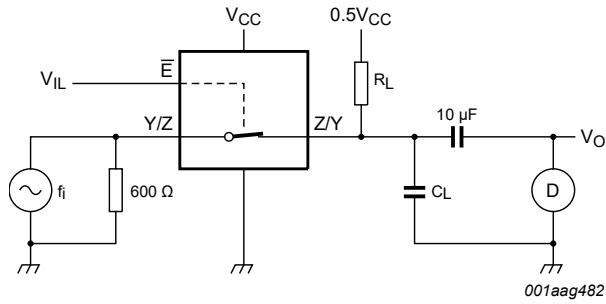 VCC
0.5VCC
E̅
VIL
RL
10 µF
Y/Z
Z/Y
VO
fi
600 Ω
CL
D
001aag482